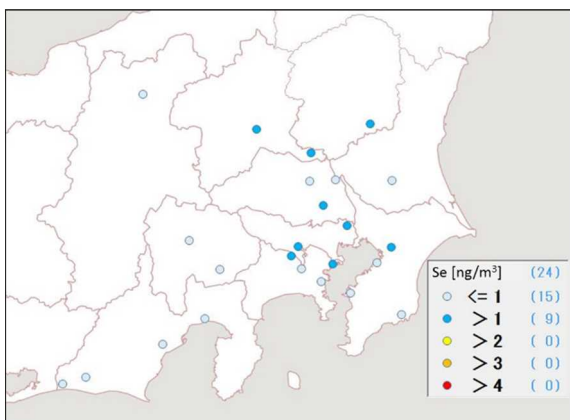 Se [ng/m³] (24)
<= 1 (15)
> 1 ( 9)
> 2 ( 0)
> 3 ( 0)
> 4 ( 0)